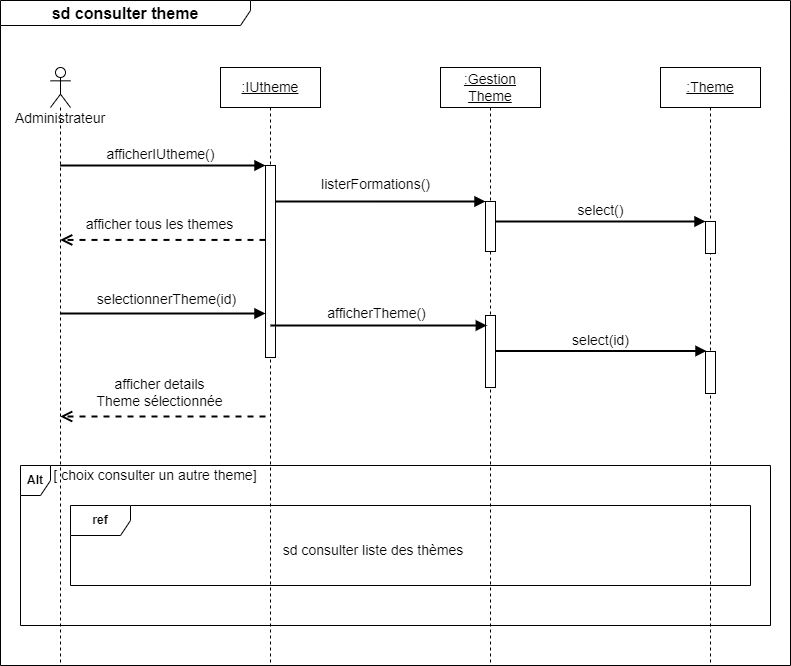 sd consulter theme
:IUtheme
:Gestion
Theme
:Theme
Administrateur
afficherIUtheme()
listerFormations()
select()
afficher tous les themes
selectionnerTheme(id)
afficherTheme()
select(id)
afficher details
Theme sélectionnée
Alt
[ choix consulter un autre theme]
ref
sd consulter liste des thèmes